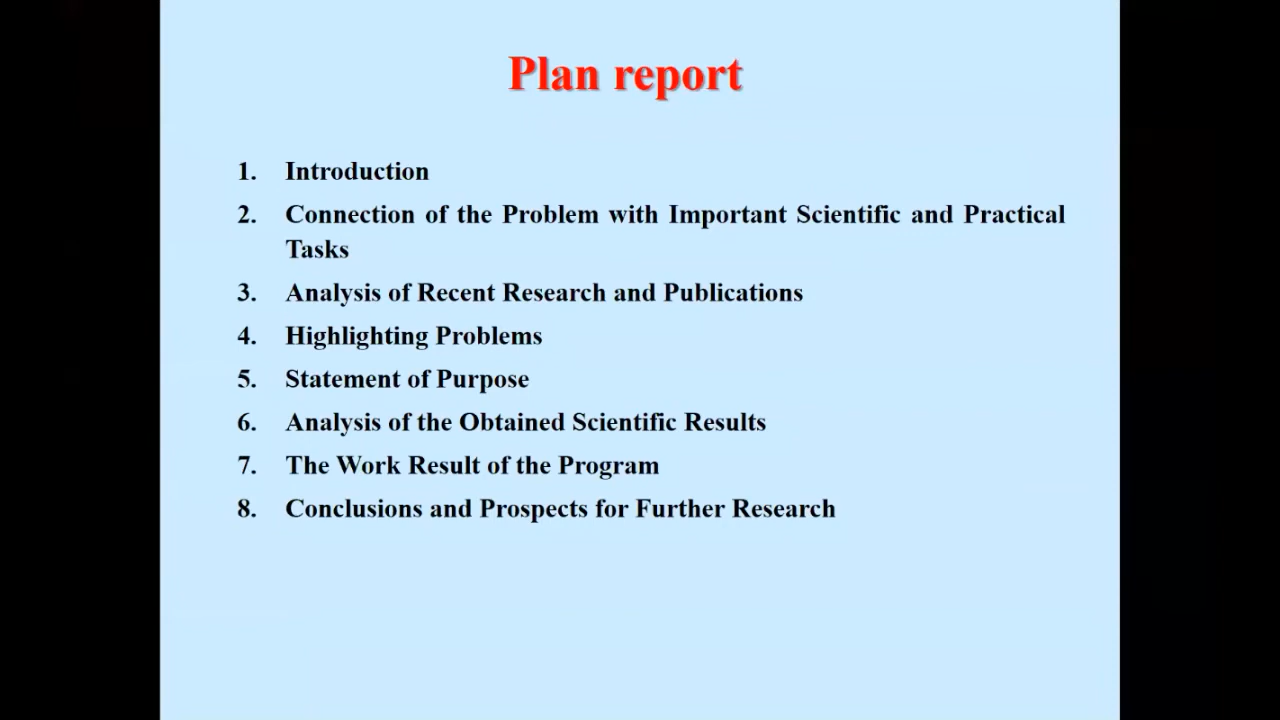 Plan report
1. Introduction
2. Connection of the Problem with Important Scientific and Practical
Tasks
3. Analysis of Recent Research and Publications
4. Highlighting Problems
5. Statement of Purpose
6. Analysis of the Obtained Scientific Results
7. The Work Result of the Program
8. Conclusions and Prospects for Further Research